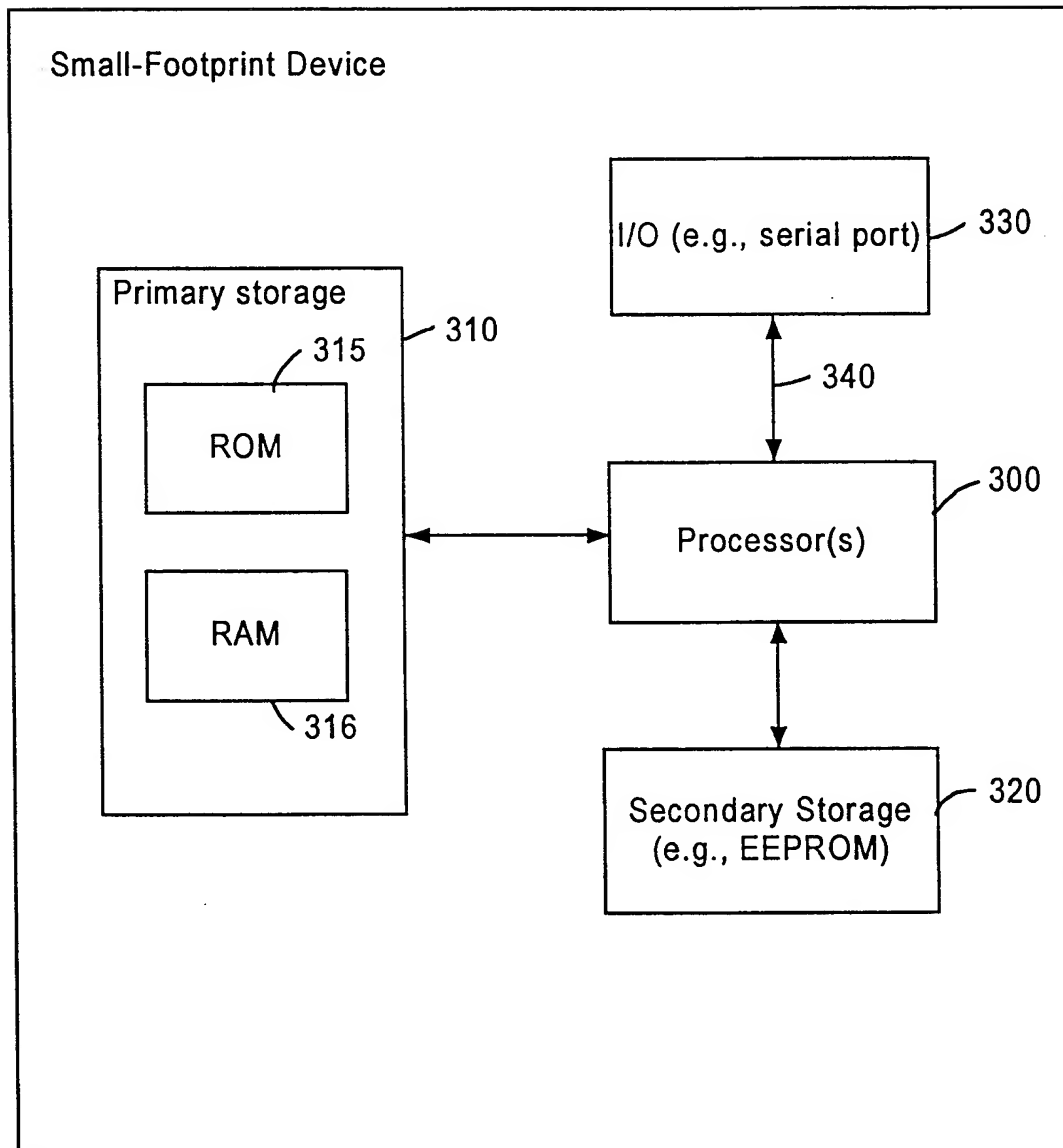 Small-Footprint Device
I/O (e.g., serial port)
330
Primary storage
310
315
340
ROM
300
Processor(s)
RAM
316
320
Secondary Storage
(e.g., EEPROM)